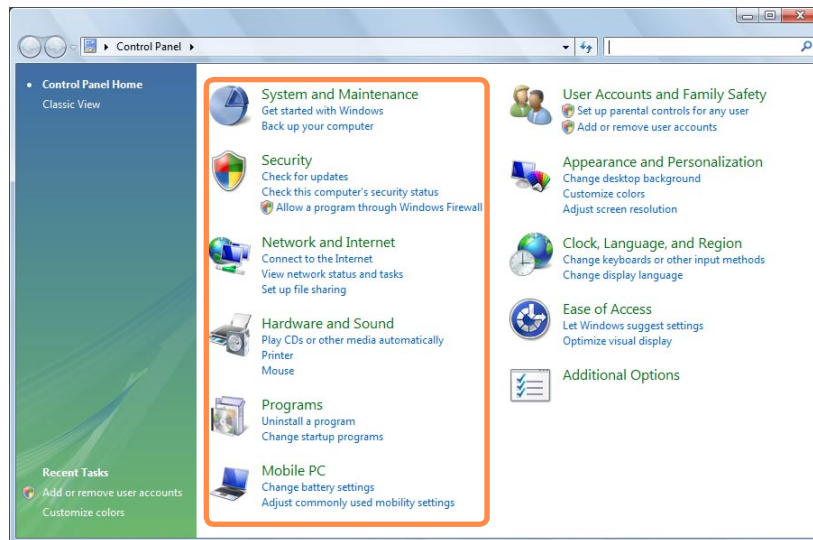 Control Panel
Control Panel Home
Classic View
System and Maintenance
Get started with Windows
Back up your computer
Security
Check for updates
Check this computer's security status
Allow a program through Windows Firewall
Network and Internet
Connect to the Internet
View network status and tasks
Set up file sharing
Hardware and Sound
Play CDs or other media automatically
Printer
Mouse
Programs
Uninstall a program
Change startup programs
Mobile PC
Change battery settings
Adjust commonly used mobility settings
User Accounts and Family Safety
Set up parental controls for any user
Add or remove user accounts
Appearance and Personalization
Change desktop background
Customize colors
Adjust screen resolution
Clock, Language, and Region
Change keyboards or other input methods
Change display language
Ease of Access
Let Windows suggest settings
Optimize visual display
Additional Options
Recent Tasks
Add or remove user accounts
Customize colors